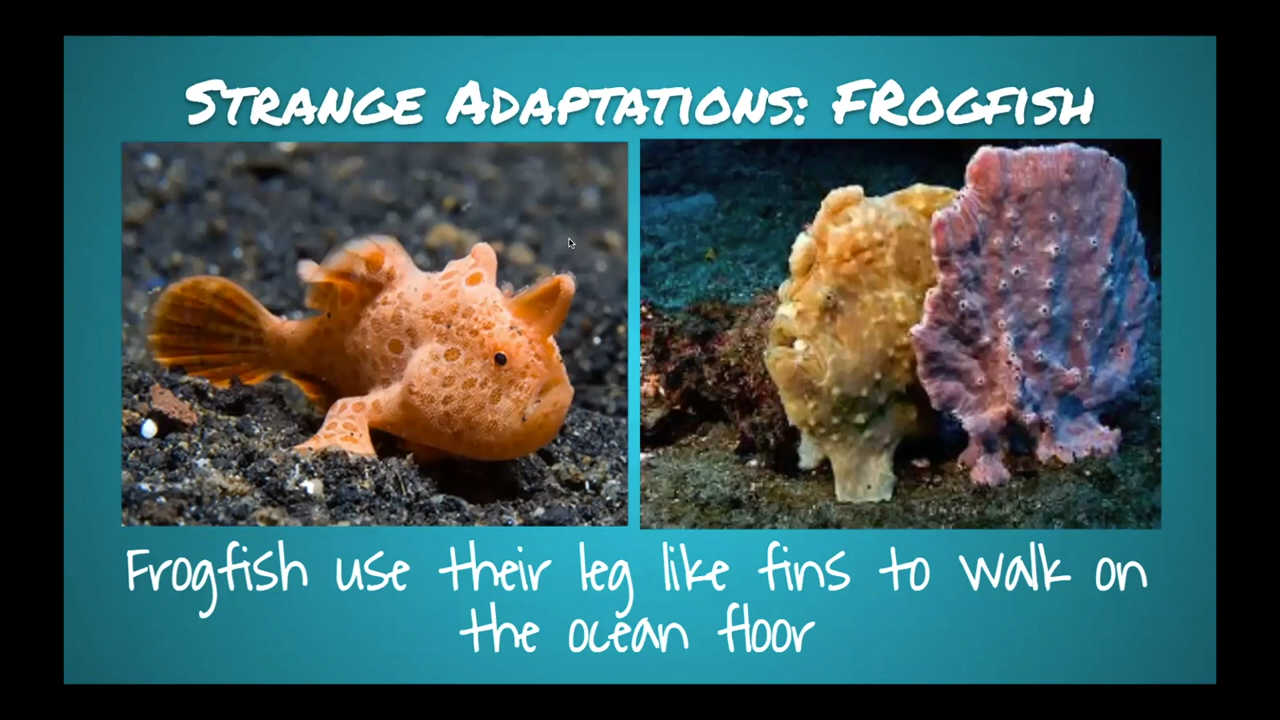 Strange Adaptations: FRogfish
Frogfish use their leg like fins to walk on
the ocean floor